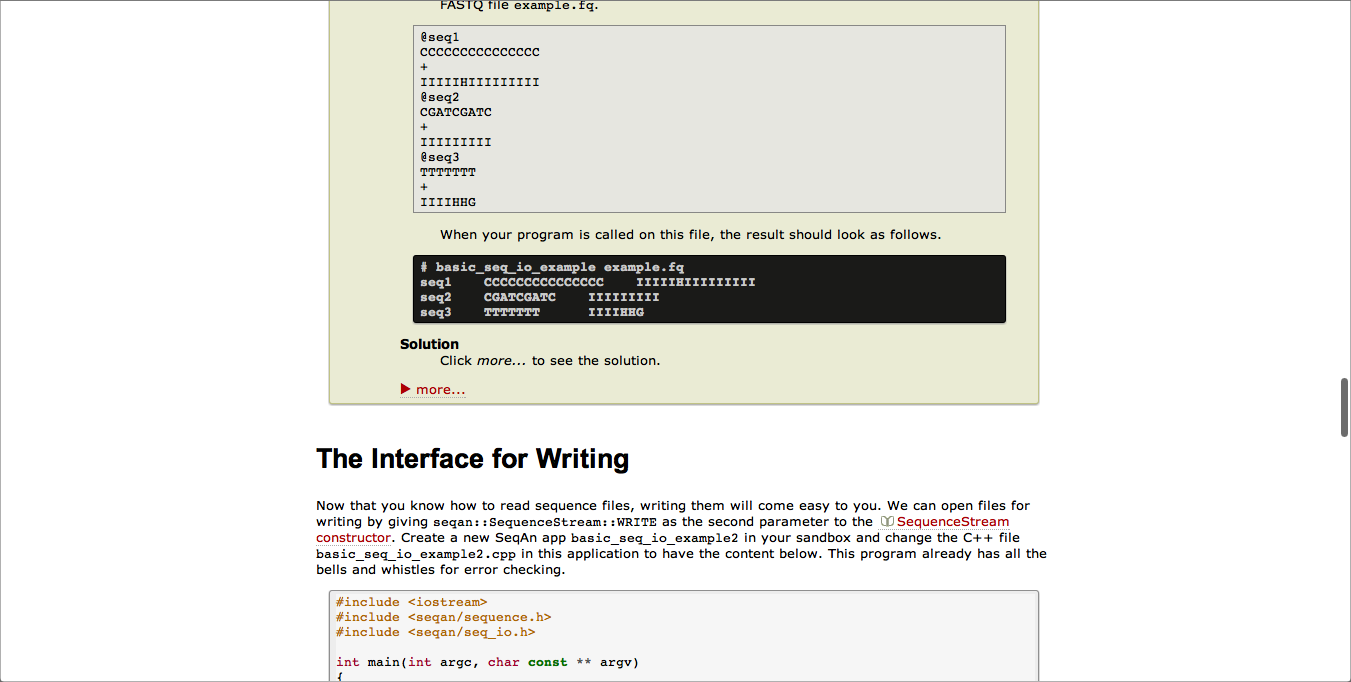 FASTQ file example.fq.
@seq1
CCCCCCCCCCCCCCC
+
IIIIIHIIIIIIIII
@seq2
CGATCGATC
+
IIIIIIIII
@seq3
TTTTTTT
+
IIIIHHG
When your program is called on this file, the result should look as follows.
# basic_seq_io_example example.fq
seq1    CCCCCCCCCCCCCCC    IIIIIHIIIIIIIII
seq2    CGATCGATC    IIIIIIIII
seq3    TTTTTTT      IIIIHHG
Solution
Click more... to see the solution.
more...
The Interface for Writing
Now that you know how to read sequence files, writing them will come easy to you. We can open files for
writing by giving seqan::SequenceStream::WRITE as the second parameter to the SequenceStream
constructor. Create a new SeqAn app basic_seq_io_example2 in your sandbox and change the C++ file
basic_seq_io_example2.cpp in this application to have the content below. This program already has all the
bells and whistles for error checking.
#include <iostream>
#include <seqan/sequence.h>
#include <seqan/seq_io.h>
int main(int argc, char const ** argv)
{